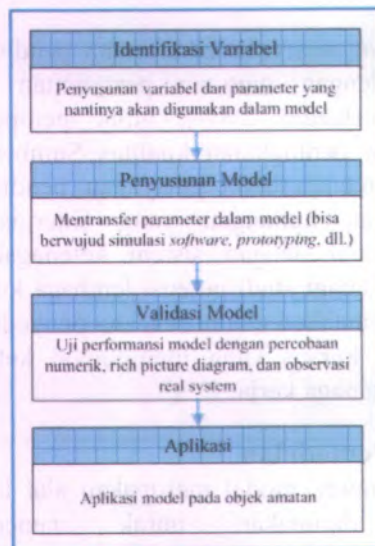 Identifikasi Variabel
Penyusunan variabel dan parameter yang
nantinya akan digunakan dalam model
Penyusunan Model
Mentransfer parameter dalam model (bisa
berwujud simulasi software, prototyping, dll.)
Validasi Model
Uji performansi model dengan percobaan
numerik, rich picture diagram, dan observasi
real system
Aplikasi
Aplikasi model pada objek amatan